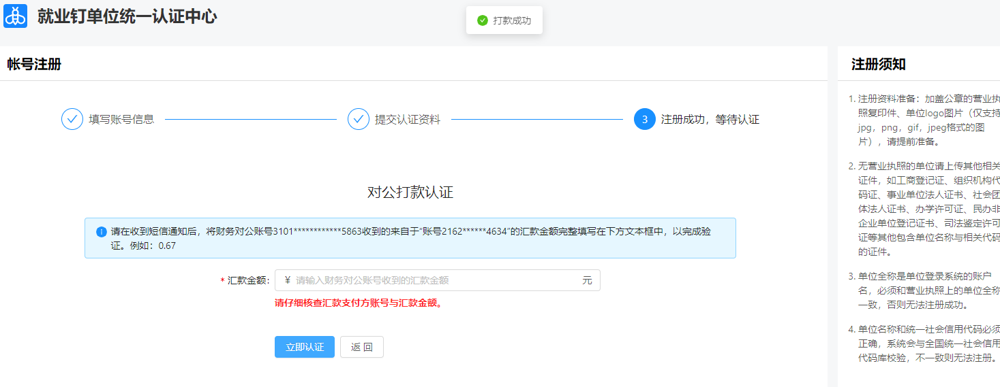 就业钉单位统一认证中心
打款成功
帐号注册
填写账号信息
提交认证资料
3 注册成功，等待认证
对公打款认证
请在收到短信通知后，将财务对公账号3101************5863收到的来自于“账号2162******4634”的汇款金额完整填写在下方文本框中，以完成验
证。例如：0.67
* 汇款金额: ¥ 请输入财务对公账号收到的汇款金额 元
请仔细核查汇款支付方账号与汇款金额。
立即认证 返 回
注册须知
1. 注册资料准备：加盖公章的营业执
照复印件、单位logo图片（仅支持
jpg，png，gif，jpeg格式的图
片），请提前准备。
2. 无营业执照的单位请上传其他相关
证件，如工商登记证、组织机构代
码证、事业单位法人证书、社会团
体法人证书、办学许可证、民办非
企业单位登记证书、司法鉴定许可
证等其他包含单位名称与相关代码
的证件。
3. 单位全称是单位登录系统的账户
名，必须和营业执照上的单位全称
一致，否则无法注册成功。
4. 单位名称和统一社会信用代码必须
正确，系统会与全国统一社会信用
代码库校验，不一致则无法注册。